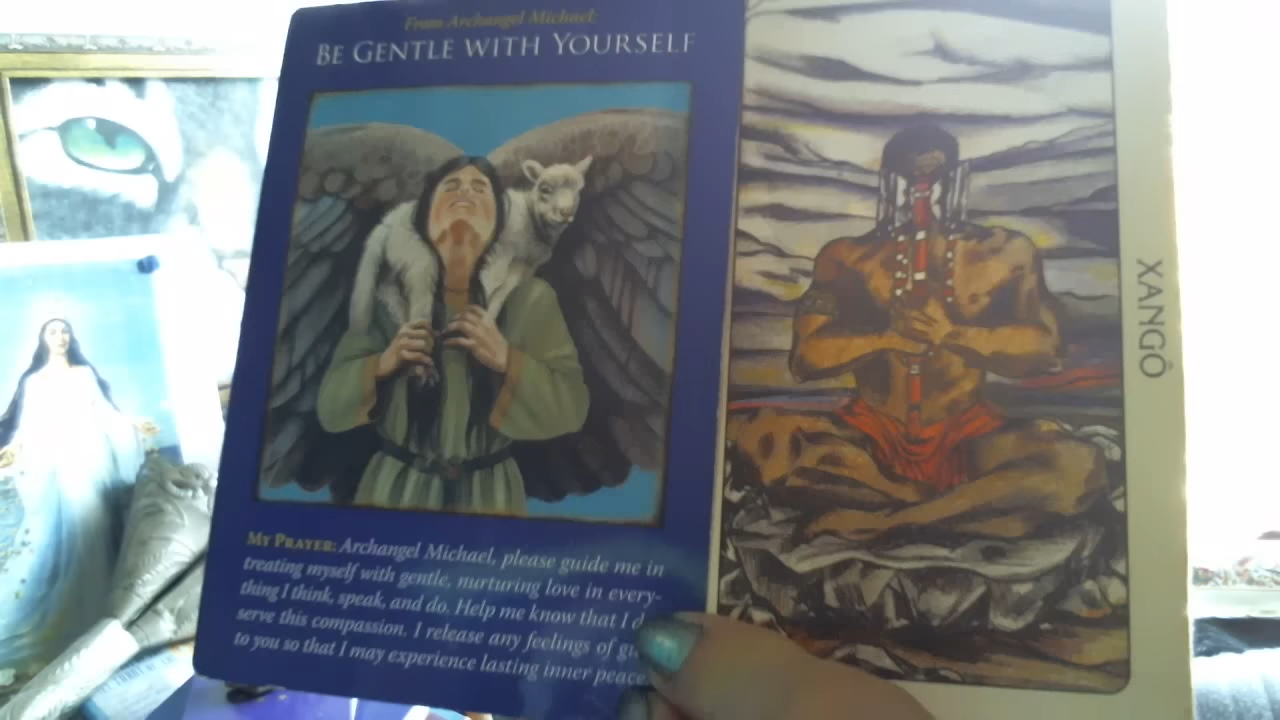 From Archangel Michael:
BE GENTLE WITH YOURSELF
MY PRAYER: Archangel Michael, please guide me in
treating myself with gentle, nurturing love in every-
thing I think, speak, and do. Help me know that I
serve this compassion. I release any feelings of
to you so that I may experience lasting inner peace.
XANGÔ